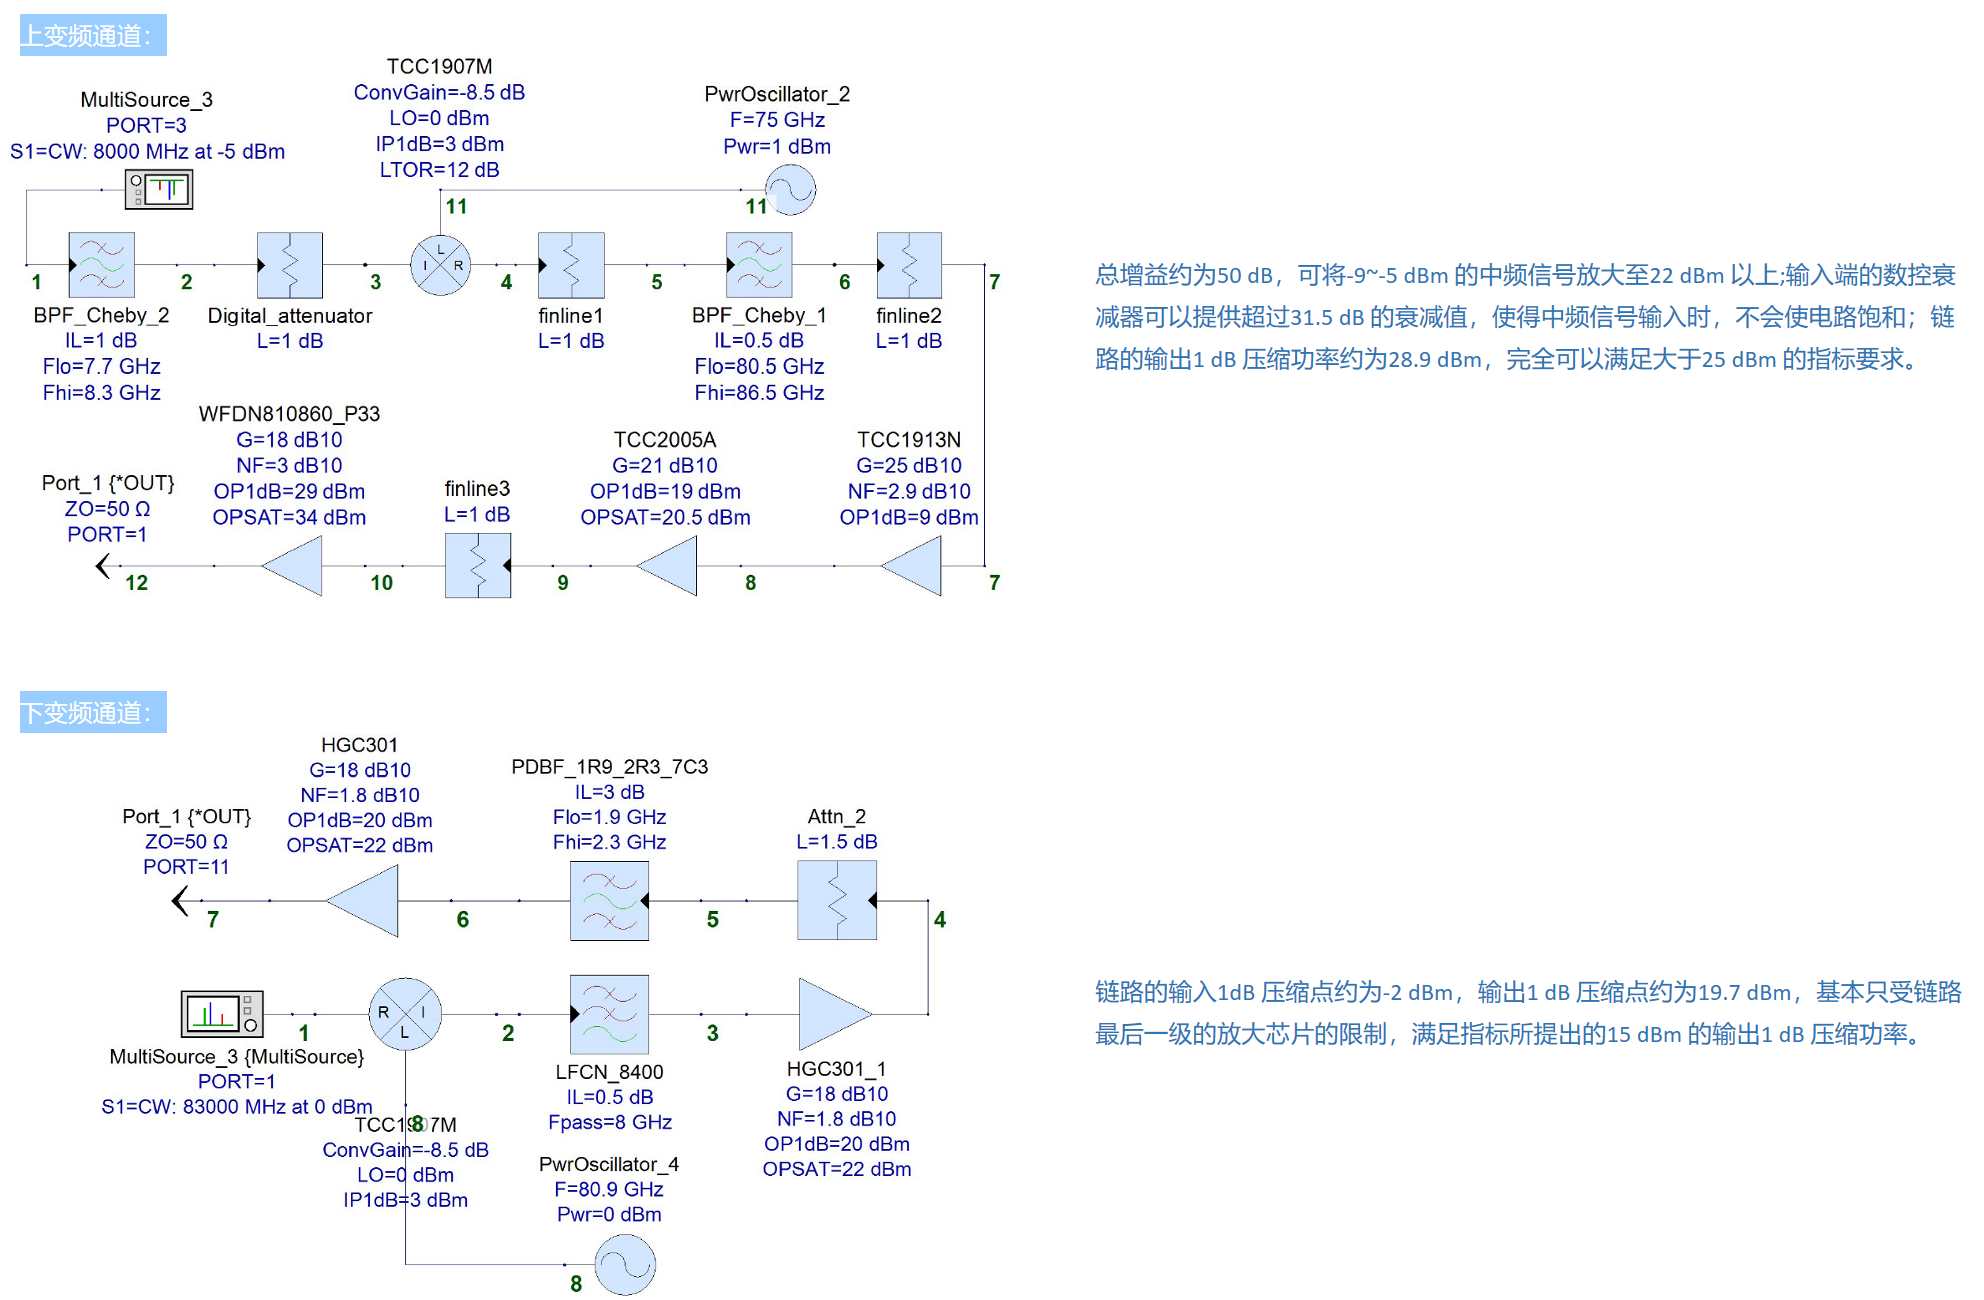 上变频通道：
TCC1907M
ConvGain=-8.5 dB
LO=0 dBm
IP1dB=3 dBm
LTOR=12 dB
MultiSource_3
PORT=3
S1=CW: 8000 MHz at -5 dBm
PwrOscillator_2
F=75 GHz
Pwr=1 dBm
11
11
1
2
3
4
5
6
7
L
I
R
BPF_Cheby_2
IL=1 dB
Flo=7.7 GHz
Fhi=8.3 GHz
Digital_attenuator
L=1 dB
finline1
L=1 dB
BPF_Cheby_1
IL=0.5 dB
Flo=80.5 GHz
Fhi=86.5 GHz
finline2
L=1 dB
总增益约为50 dB，可将-9~-5 dBm 的中频信号放大至22 dBm 以上;输入端的数控衰
减器可以提供超过31.5 dB 的衰减值，使得中频信号输入时，不会使电路饱和；链
路的输出1 dB 压缩功率约为28.9 dBm，完全可以满足大于25 dBm 的指标要求。
Port_1 {*OUT}
ZO=50 Ω
PORT=1
WFDN810860_P33
G=18 dB10
NF=3 dB10
OP1dB=29 dBm
OPSAT=34 dBm
finline3
L=1 dB
TCC2005A
G=21 dB10
OP1dB=19 dBm
OPSAT=20.5 dBm
TCC1913N
G=25 dB10
NF=2.9 dB10
OP1dB=9 dBm
12
10
9
8
7
下变频通道：
HGC301
G=18 dB10
NF=1.8 dB10
OP1dB=20 dBm
OPSAT=22 dBm
Port_1 {*OUT}
ZO=50 Ω
PORT=11
PDBF_1R9_2R3_7C3
IL=3 dB
Flo=1.9 GHz
Fhi=2.3 GHz
Attn_2
L=1.5 dB
7
6
5
4
R
I
L
1
2
3
MultiSource_3 {MultiSource}
PORT=1
S1=CW: 83000 MHz at 0 dBm
8
TCC1907M
ConvGain=-8.5 dB
LO=0 dBm
IP1dB=3 dBm
LFCN_8400
IL=0.5 dB
Fpass=8 GHz
HGC301_1
G=18 dB10
NF=1.8 dB10
OP1dB=20 dBm
OPSAT=22 dBm
PwrOscillator_4
F=80.9 GHz
Pwr=0 dBm
8
链路的输入1dB 压缩点约为-2 dBm，输出1 dB 压缩点约为19.7 dBm，基本只受链路
最后一级的放大芯片的限制，满足指标所提出的15 dBm 的输出1 dB 压缩功率。